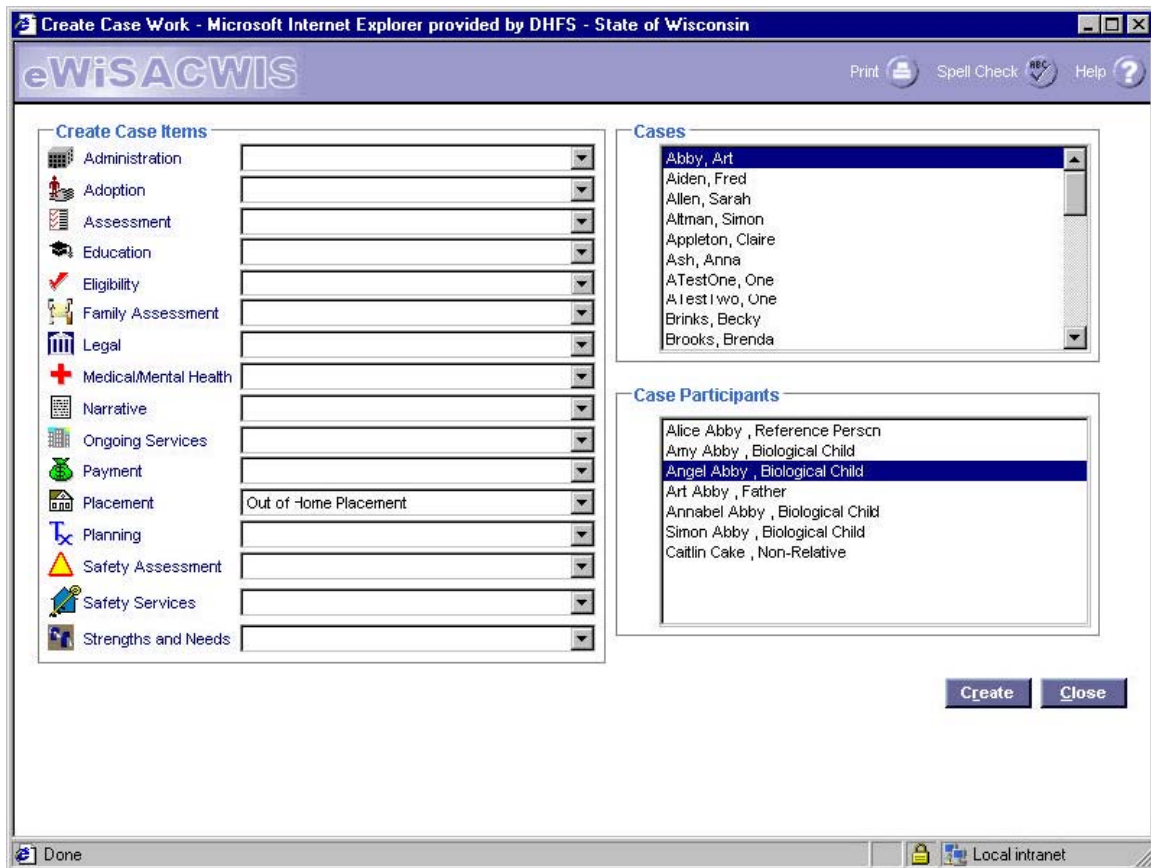 Create Case Work - Microsoft Internet Explorer provided by DHFS - State of Wisconsin
eWiSACWIS
Print
Spell Check
ABC
Help
?
Create Case Items
Administration
Adoption
Assessment
Education
Eligibility
Family Assessment
Legal
Medical/Mental Health
Narrative
Ongoing Services
Payment
Placement Out of Home Placement
Planning
Safety Assessment
Safety Services
Strengths and Needs
Cases
Abby, Art
Aiden, Fred
Allen, Sarah
Altman, Simon
Appleton, Claire
Ash, Anna
ATestOne, One
ATestTwo, One
Brinks, Becky
Brooks, Brenda
Case Participants
Alice Abby , Reference Person
Amy Abby , Biological Child
Angel Abby , Biological Child
Art Abby , Father
Annabel Abby , Biological Child
Simon Abby , Biological Child
Caitlin Cake , Non-Relative
Create Close
Done
Local intranet